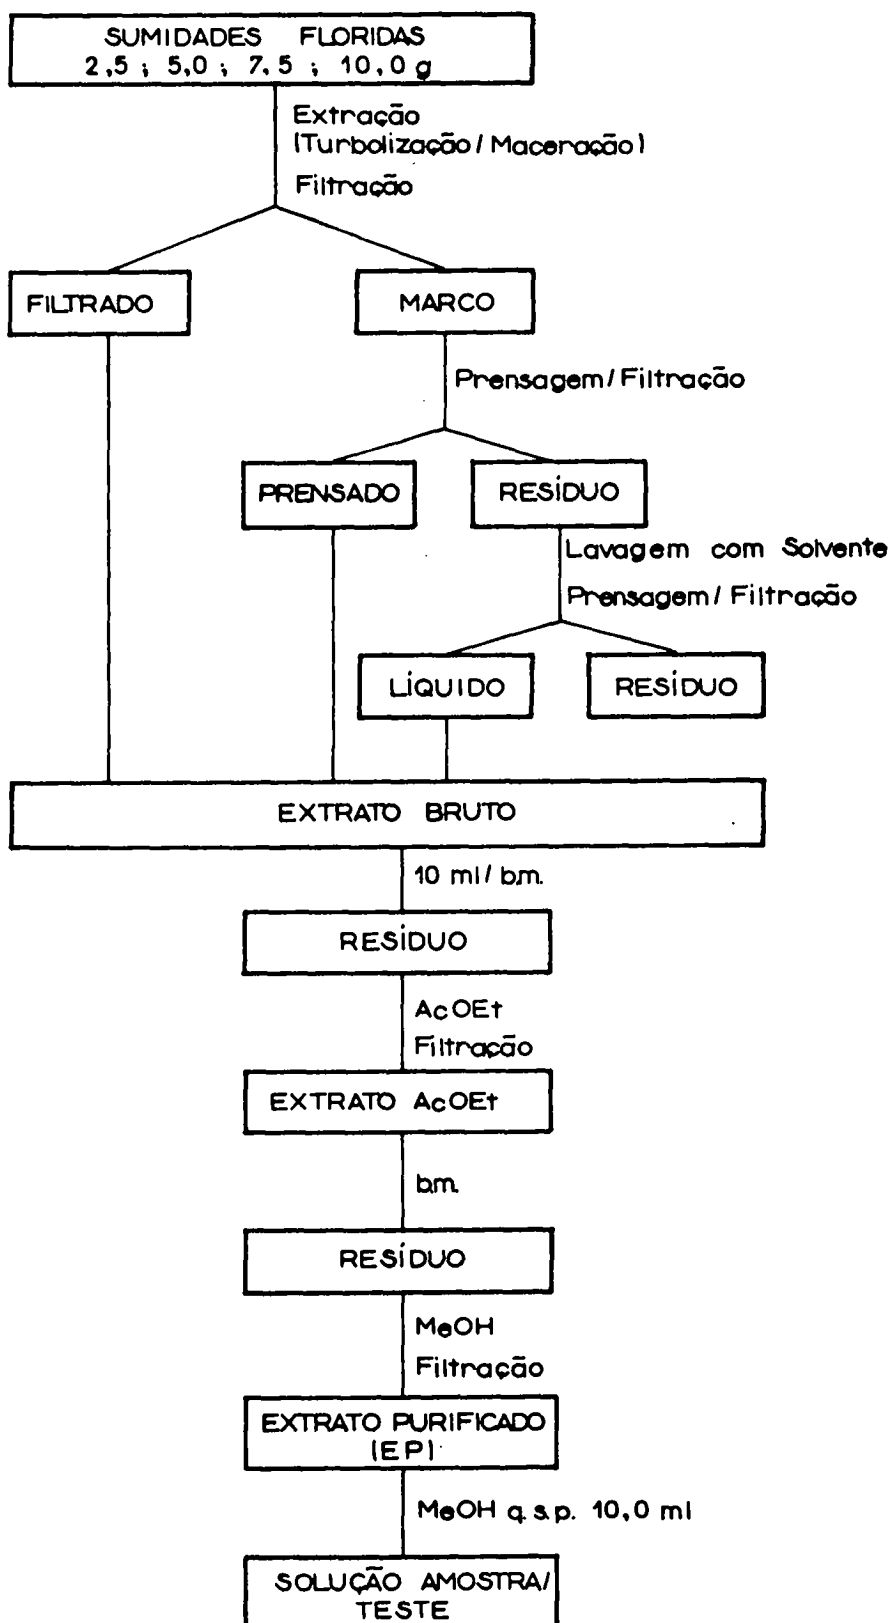 SUMIDADES FLORIDAS
2,5 ; 5,0 ; 7.5 ; 10,0 g
Extração
(Turbolização / Maceração)
Filtração
FILTRADO
MARCO
Prensagem/Filtração
PRENSADO
RESÍDUO
Lavagem com Solvente
Prensagem/Filtração
LÍQUIDO
RESÍDUO
EXTRATO BRUTO
10 ml/ b.m.
RESÍDUO
AcOEt
Filtração
EXTRATO AcOEt
b.m.
RESÍDUO
MeOH
Filtração
EXTRATO PURIFICADO
(EP)
MeOH q.s.p. 10,0 ml
SOLUÇÃO AMOSTRA/
TESTE